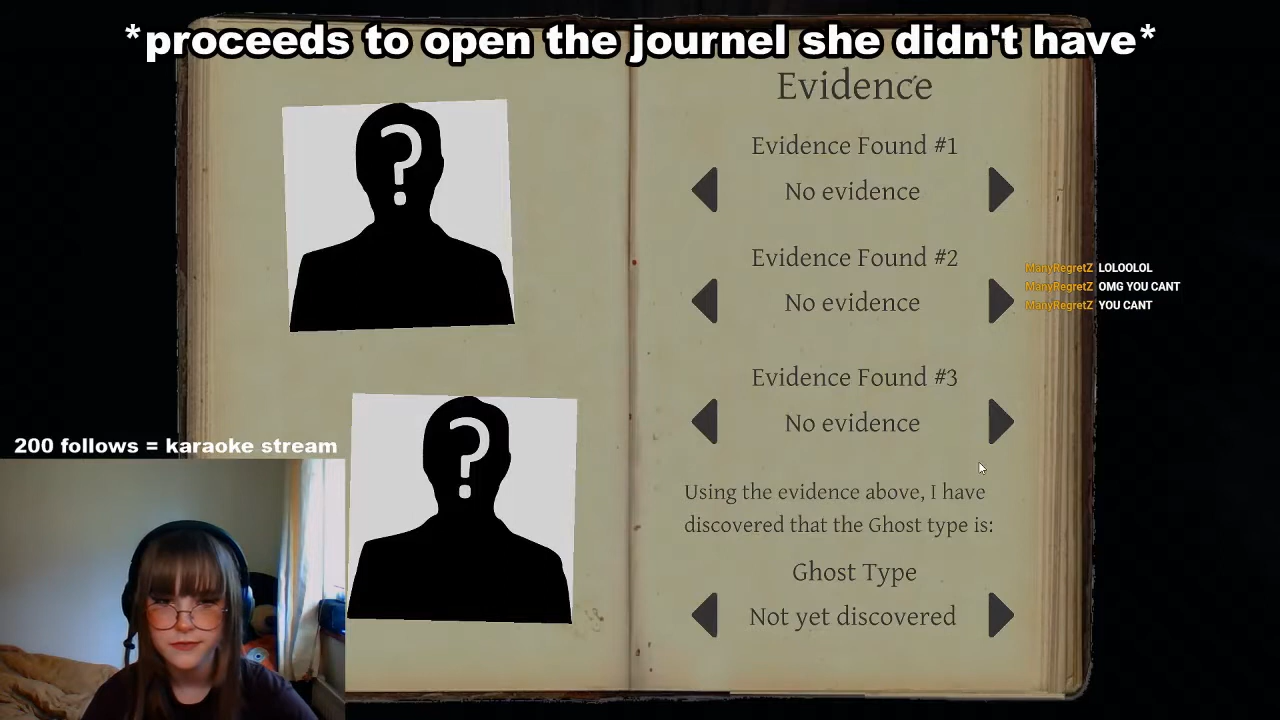 *proceeds to open the journel she didn't have*
Evidence
Evidence Found #1
No evidence
Evidence Found #2
No evidence
ManyRegretZ LOLOOLOL
ManyRegretZ OMG YOU CANT
ManyRegretZ YOU CANT
Evidence Found #3
No evidence
200 follows = karaoke stream
Using the evidence above, I have
discovered that the Ghost type is:
Ghost Type
Not yet discovered
?
?